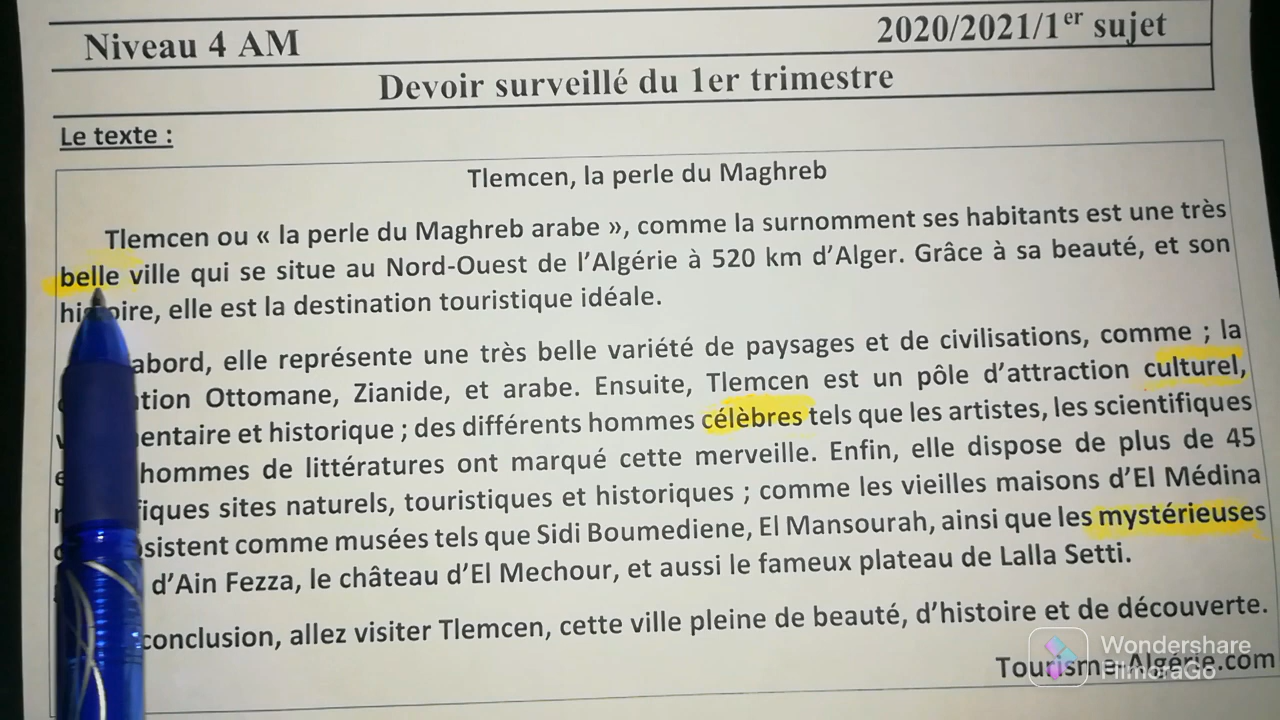 Niveau 4 AM
2020/2021/1er sujet
Devoir surveillé du 1er trimestre
Le texte :
Tlemcen, la perle du Maghreb
Tlemcen ou « la perle du Maghreb arabe », comme la surnomment ses habitants est une très
belle ville qui se situe au Nord-Ouest de l'Algérie à 520 km d'Alger. Grâce à sa beauté, et son
histoire, elle est la destination touristique idéale.
abord, elle représente une très belle variété de paysages et de civilisations, comme ; la
Ottomane, Zianide, et arabe. Ensuite, Tlemcen est un pôle d'attraction culturel,
et historique ; des différents hommes célèbres tels que les artistes, les scientifiques
hommes de littératures ont marqué cette merveille. Enfin, elle dispose de plus de 45
sites naturels, touristiques et historiques ; comme les vieilles maisons d'El Médina
comme musées tels que Sidi Boumediene, El Mansourah, ainsi que les mystérieuses
d'Ain Fezza, le château d'El Mechour, et aussi le fameux plateau de Lalla Setti.
conclusion, allez visiter Tlemcen, cette ville pleine de beauté, d'histoire et de découverte.
Tourisme-Algérie.com
Wondershare
FilmoraGo